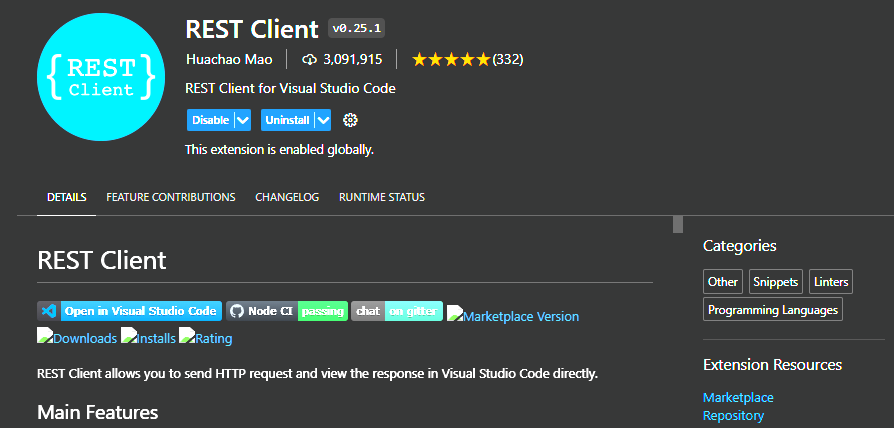 { REST
Client }
REST Client v0.25.1
Huachao Mao 3,091,915 ★★★★★(332)
REST Client for Visual Studio Code
Disable Uninstall
This extension is enabled globally.
DETAILS FEATURE CONTRIBUTIONS CHANGELOG RUNTIME STATUS
REST Client
Open in Visual Studio Code Node CI passing chat on gitter Marketplace Version
Downloads Installs Rating
REST Client allows you to send HTTP request and view the response in Visual Studio Code directly.
Main Features
Categories
Other Snippets Linters
Programming Languages
Extension Resources
Marketplace
Repository